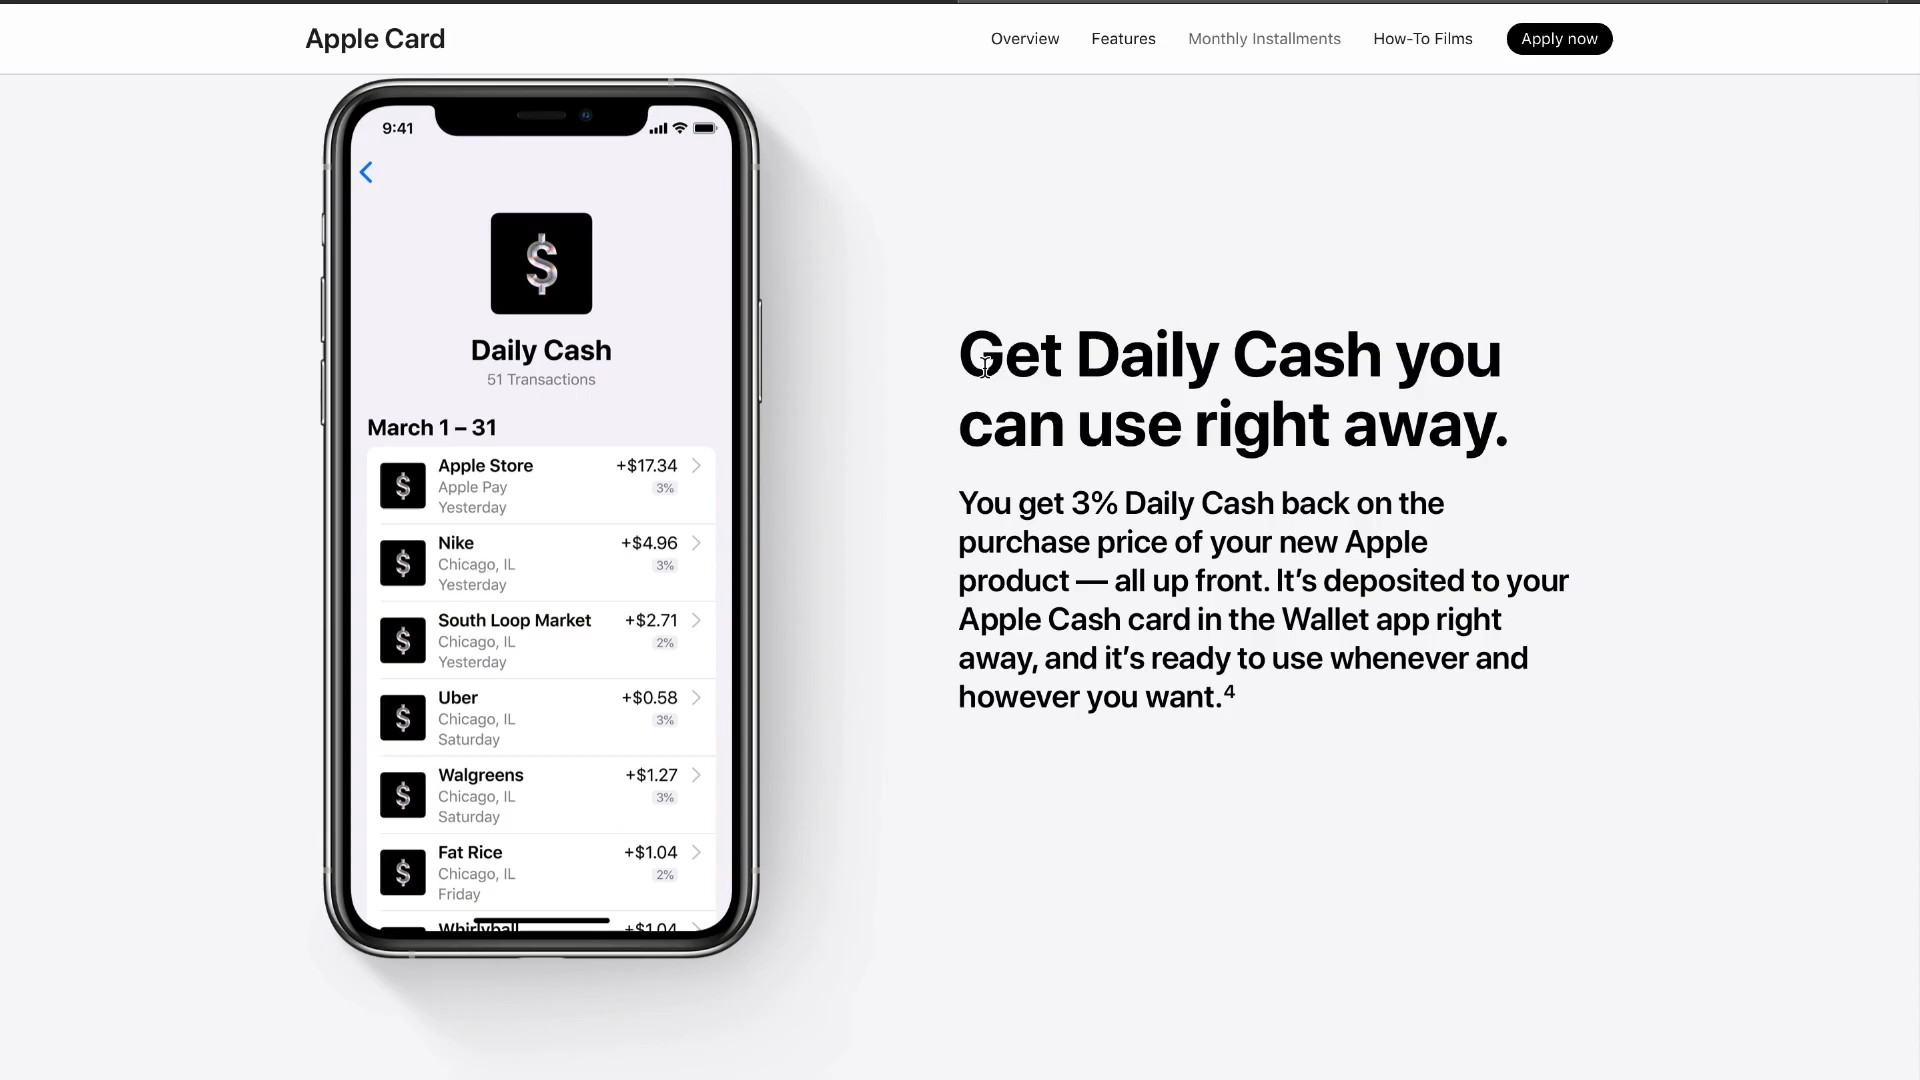 Apple Card
Overview
Features
Monthly Installments
How-To Films
Apply now
9:41
$
Daily Cash
51 Transactions
March 1 – 31
$
Apple Store
+$17.34
Apple Pay
3%
Yesterday
$
Nike
+$4.96
Chicago, IL
3%
Yesterday
$
South Loop Market
+$2.71
Chicago, IL
2%
Yesterday
$
Uber
+$0.58
Chicago, IL
3%
Saturday
$
Walgreens
+$1.27
Chicago, IL
3%
Saturday
$
Fat Rice
+$1.04
Chicago, IL
2%
Friday
Whirlyball
+$1.04
Get Daily Cash you
can use right away.
You get 3% Daily Cash back on the
purchase price of your new Apple
product — all up front. It’s deposited to your
Apple Cash card in the Wallet app right
away, and it’s ready to use whenever and
however you want.⁴